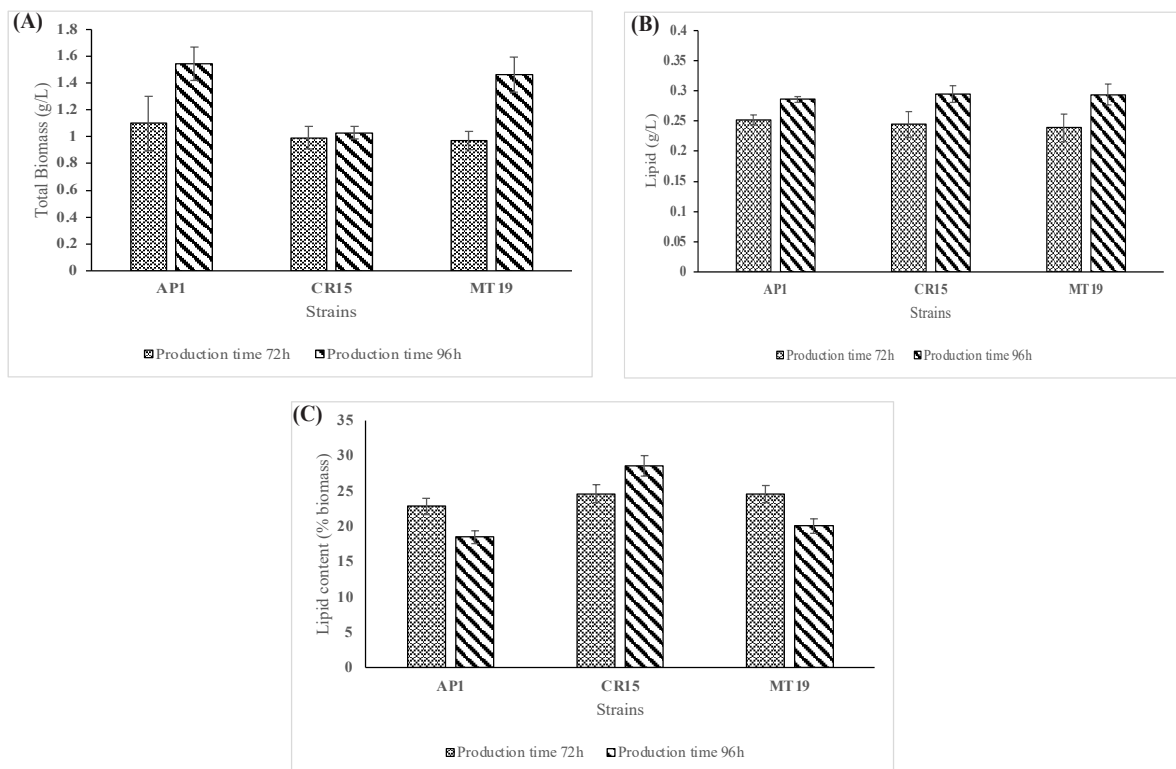 (A)
Total Biomass (g/L)
1.8
1.6
1.4
1.2
1
0.8
0.6
0.4
0.2
0
AP1 CR15 MT19
Strains
Production time 72h Production time 96h
(B)
Lipid (g/L)
0.4
0.35
0.3
0.25
0.2
0.15
0.1
0.05
0
AP1 CR15 MT19
Strains
Production time 72h Production time 96h
(C)
Lipid content (% biomass)
35
30
25
20
15
10
5
0
AP1 CR15 MT19
Strains
Production time 72h Production time 96h